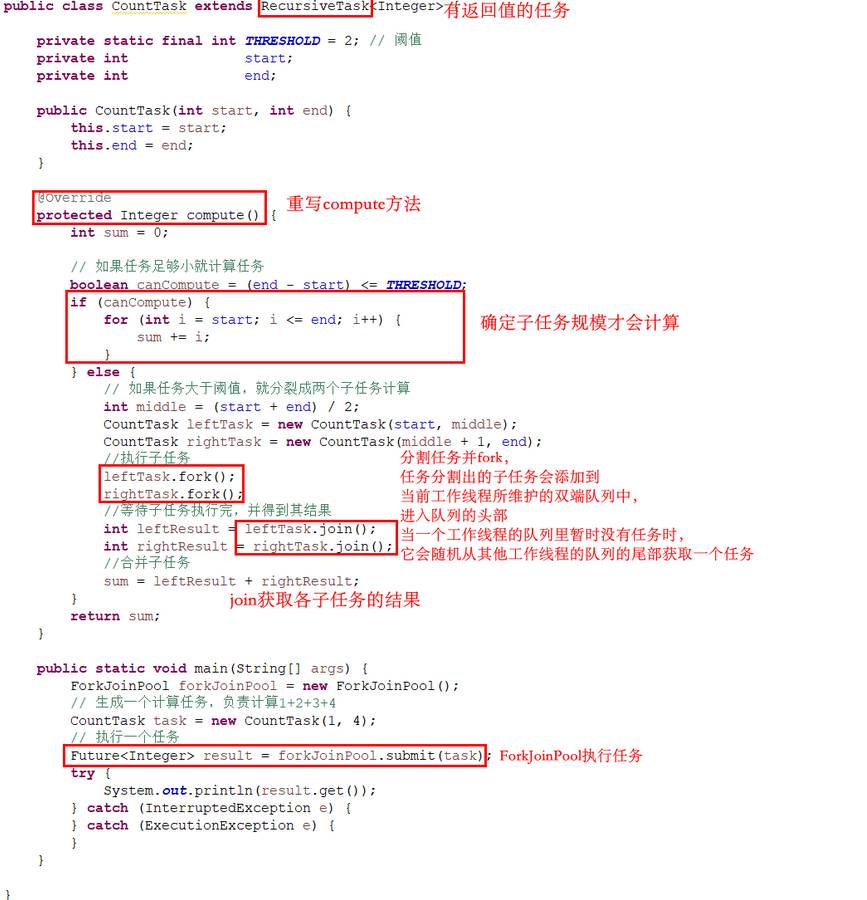 public class CountTask extends RecursiveTask<Integer> 有返回值的任务
private static final int THRESHOLD = 2; // 阈值
private int start;
private int end;
public CountTask(int start, int end) {
this.start = start;
this.end = end;
}
@Override
protected Integer compute() { 重写compute方法
int sum = 0;
// 如果任务足够小就计算任务
boolean canCompute = (end - start) <= THRESHOLD;
if (canCompute) {
for (int i = start; i <= end; i++) { 确定子任务规模才会计算
sum += i;
}
} else {
// 如果任务大于阈值，就分裂成两个子任务计算
int middle = (start + end) / 2;
CountTask leftTask = new CountTask(start, middle);
CountTask rightTask = new CountTask(middle + 1, end);
//执行子任务 分割任务并fork，
leftTask.fork(); 任务分割出的子任务会添加到
rightTask.fork(); 当前工作线程所维护的双端队列中，
//等待子任务执行完，并得到其结果 进入队列的头部
int leftResult = leftTask.join(); 当一个工作线程的队列里暂时没有任务时，
int rightResult = rightTask.join(); 它会随机从其他工作线程的队列的尾部获取一个任务
//合并子任务
sum = leftResult + rightResult;
} join获取各子任务的结果
return sum;
}
public static void main(String[] args) {
ForkJoinPool forkJoinPool = new ForkJoinPool();
// 生成一个计算任务，负责计算1+2+3+4
CountTask task = new CountTask(1, 4);
// 执行一个任务
Future<Integer> result = forkJoinPool.submit(task); ForkJoinPool执行任务
try {
System.out.println(result.get());
} catch (InterruptedException e) {
} catch (ExecutionException e) {
}
}
}